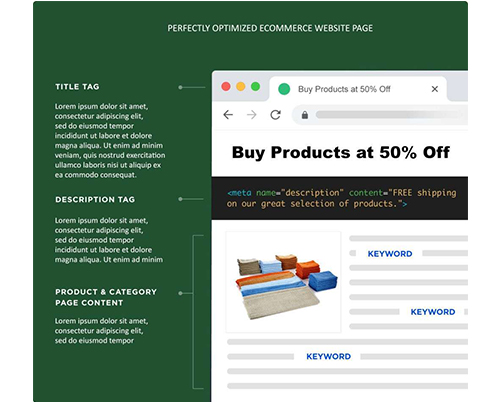 PERFECTLY OPTIMIZED ECOMMERCE WEBSITE PAGE
TITLE TAG
Lorem ipsum dolor sit amet,
consectetur adipiscing elit,
sed do eiusmod tempor
incididunt ut labore et dolore
magna aliqua. Ut enim ad minim
veniam, quis nostrud exercitation
ullamco laboris nisi ut aliquip ex
ea commodo consequat.
DESCRIPTION TAG
Lorem ipsum dolor sit amet,
consectetur adipiscing elit,
sed do eiusmod tempor
incididunt ut labore et dolore
magna aliqua. Ut enim ad minim
PRODUCT & CATEGORY
PAGE CONTENT
Lorem ipsum dolor sit amet,
consectetur adipiscing elit,
sed do eiusmod tempor
Buy Products at 50% Off
Buy Products at 50% Off
<meta name="description" content="FREE shipping
on our great selection of products.">
KEYWORD
KEYWORD
KEYWORD